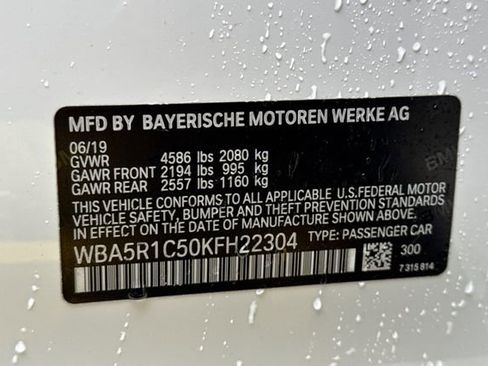 MFD BY BAYERISCHE MOTOREN WERKE AG
06/19
GVWR 4586 lbs 2080 kg
GAWR FRONT 2194 lbs 995 kg
GAWR REAR 2557 lbs 1160 kg
THIS VEHICLE CONFORMS TO ALL APPLICABLE U.S.FEDERAL MOTOR
VEHICLE SAFETY, BUMPER, AND THEFT PREVENTION STANDARDS
IN EFFECT ON THE DATE OF MANUFACTURE SHOWN ABOVE.
WBA5R1C50KFH22304 TYPE: PASSENGER CAR
300
7 315 814